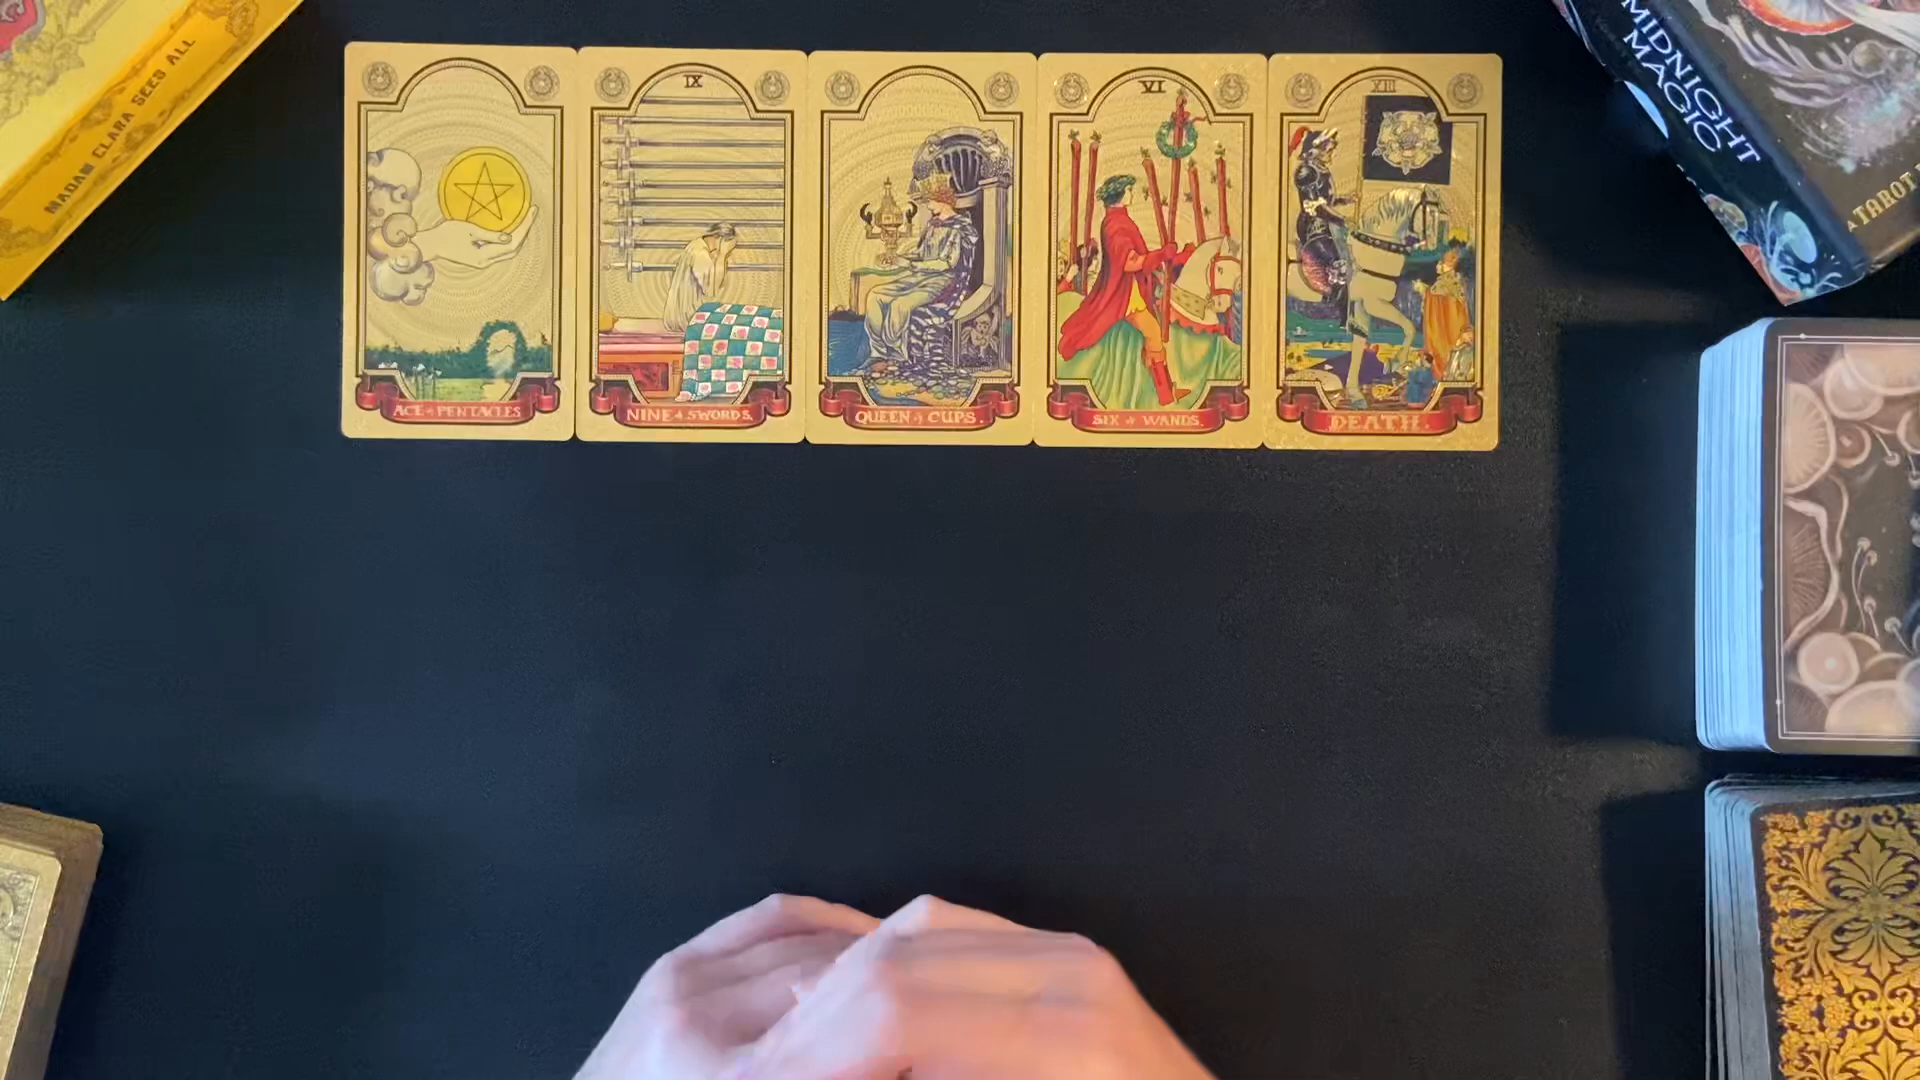 MADAM CLARA SEES ALL
MIDNIGHT
MAGIC
A TAROT
IX
VI
XIII
ACE of PENTACLES
NINE of SWORDS.
QUEEN of CUPS.
SIX of WANDS.
DEATH.